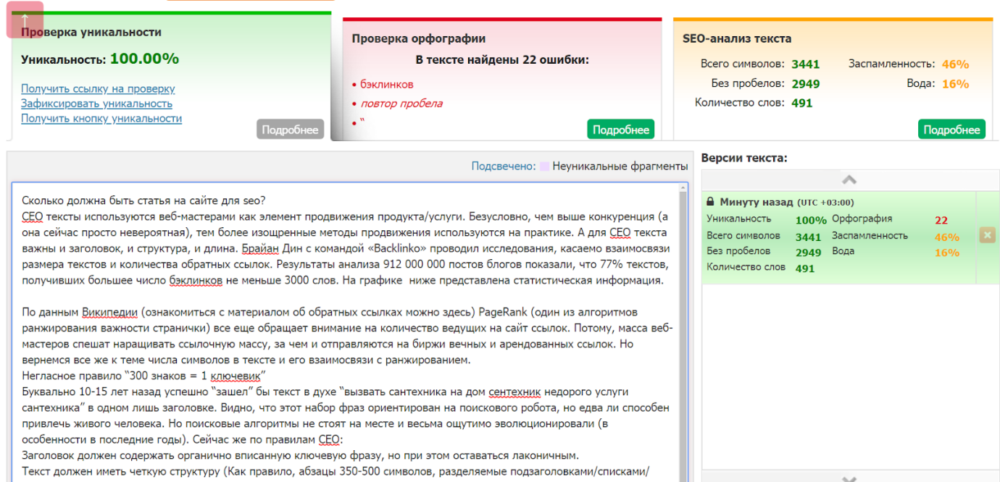 Проверка уникальности
Уникальность: 100.00%
Получить ссылку на проверку
Зафиксировать уникальность
Получить кнопку уникальности
Подробнее
Проверка орфографии
В тексте найдены 22 ошибки:
• бэклинков
• повтор пробела
• “
Подробнее
SEO-анализ текста
Всего символов: 3441 Заспамленность: 46%
Без пробелов: 2949 Вода: 16%
Количество слов: 491
Подробнее
Подсвечено: Неуникальные фрагменты
Сколько должна быть статья на сайте для seo?
СЕО тексты используются веб-мастерами как элемент продвижения продукта/услуги. Безусловно, чем выше конкуренция (а
она сейчас просто невероятная), тем более изощренные методы продвижения используются на практике. А для СЕО текста
важны и заголовок, и структура, и длина. Брайан Дин с командой «Backlinko» проводил исследования, касаемо взаимосвязи
размера текстов и количества обратных ссылок. Результаты анализа 912 000 000 постов блогов показали, что 77% текстов,
получивших большее число бэклинков не меньше 3000 слов. На графике  ниже представлена статистическая информация.
По данным Википедии (ознакомиться с материалом об обратных ссылках можно здесь) PageRank (один из алгоритмов
ранжирования важности странички) все еще обращает внимание на количество ведущих на сайт ссылок. Потому, масса веб-
мастеров спешат наращивать ссылочную массу, за чем и отправляются на биржи вечных и арендованных ссылок. Но
вернемся все же к теме числа символов в тексте и его взаимосвязи с ранжированием.
Негласное правило “300 знаков = 1 ключевик”
Буквально 10-15 лет назад успешно “зашел” бы текст в духе “вызвать сантехника на дом сентехник недорого услуги
сантехника” в одном лишь заголовке. Видно, что этот набор фраз ориентирован на поискового робота, но едва ли способен
привлечь живого человека. Но поисковые алгоритмы не стоят на месте и весьма ощутимо эволюционировали (в
особенности в последние годы). Сейчас же по правилам СЕО:
Заголовок должен содержать органично вписанную ключевую фразу, но при этом оставаться лаконичным.
Текст должен иметь четкую структуру (Как правило, абзацы 350-500 символов, разделяемые подзаголовками/списками/
Версии текста:
Минуту назад (UTC +03:00)
Уникальность 100% Орфография 22
Всего символов 3441 Заспамленность 46%
Без пробелов 2949 Вода 16%
Количество слов 491